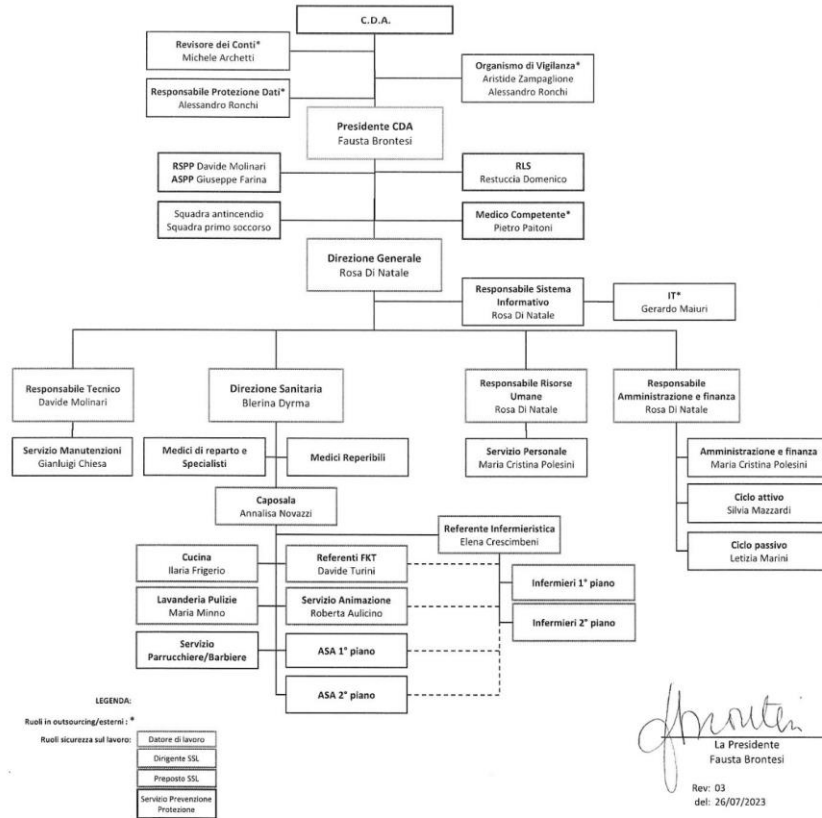 C.D.A.
Revisore dei Conti*
Michele Archetti
Organismo di Vigilanza*
Aristide Zampaglione
Alessandro Ronchi
Responsabile Protezione Dati*
Alessandro Ronchi
Presidente CDA
Fausta Brontesi
RSPP Davide Molinari
ASPP Giuseppe Farina
RLS
Restuccia Domenico
Squadra antincendio
Squadra primo soccorso
Medico Competente*
Pietro Paitoni
Direzione Generale
Rosa Di Natale
Responsabile Sistema
Informativo
Rosa Di Natale
IT*
Gerardo Maiuri
Responsabile Tecnico
Davide Molinari
Direzione Sanitaria
Blerina Dyrma
Responsabile Risorse
Umane
Rosa Di Natale
Responsabile
Amministrazione e finanza
Rosa Di Natale
Servizio Manutenzioni
Gianluigi Chiesa
Medici di reparto e
Specialisti
Medici Reperibili
Servizio Personale
Maria Cristina Polesini
Amministrazione e finanza
Maria Cristina Polesini
Ciclo attivo
Silvia Mazzardi
Ciclo passivo
Letizia Marini
Caposala
Annalisa Novazzi
Referente Infermieristica
Elena Crescimbeni
Cucina
Ilaria Frigerio
Referenti FKT
Davide Turini
Infermieri 1° piano
Lavanderia Pulizie
Maria Minno
Servizio Animazione
Roberta Aulicino
Infermieri 2° piano
Servizio
Parrucchiere/Barbiere
ASA 1° piano
ASA 2° piano
LEGENDA:
Ruoli in outsourcing/esterni : *
Ruoli sicurezza sul lavoro:
Datore di lavoro
Dirigente SSL
Preposto SSL
Servizio Prevenzione
Protezione
La Presidente
Fausta Brontesi
Rev: 03
del: 26/07/2023